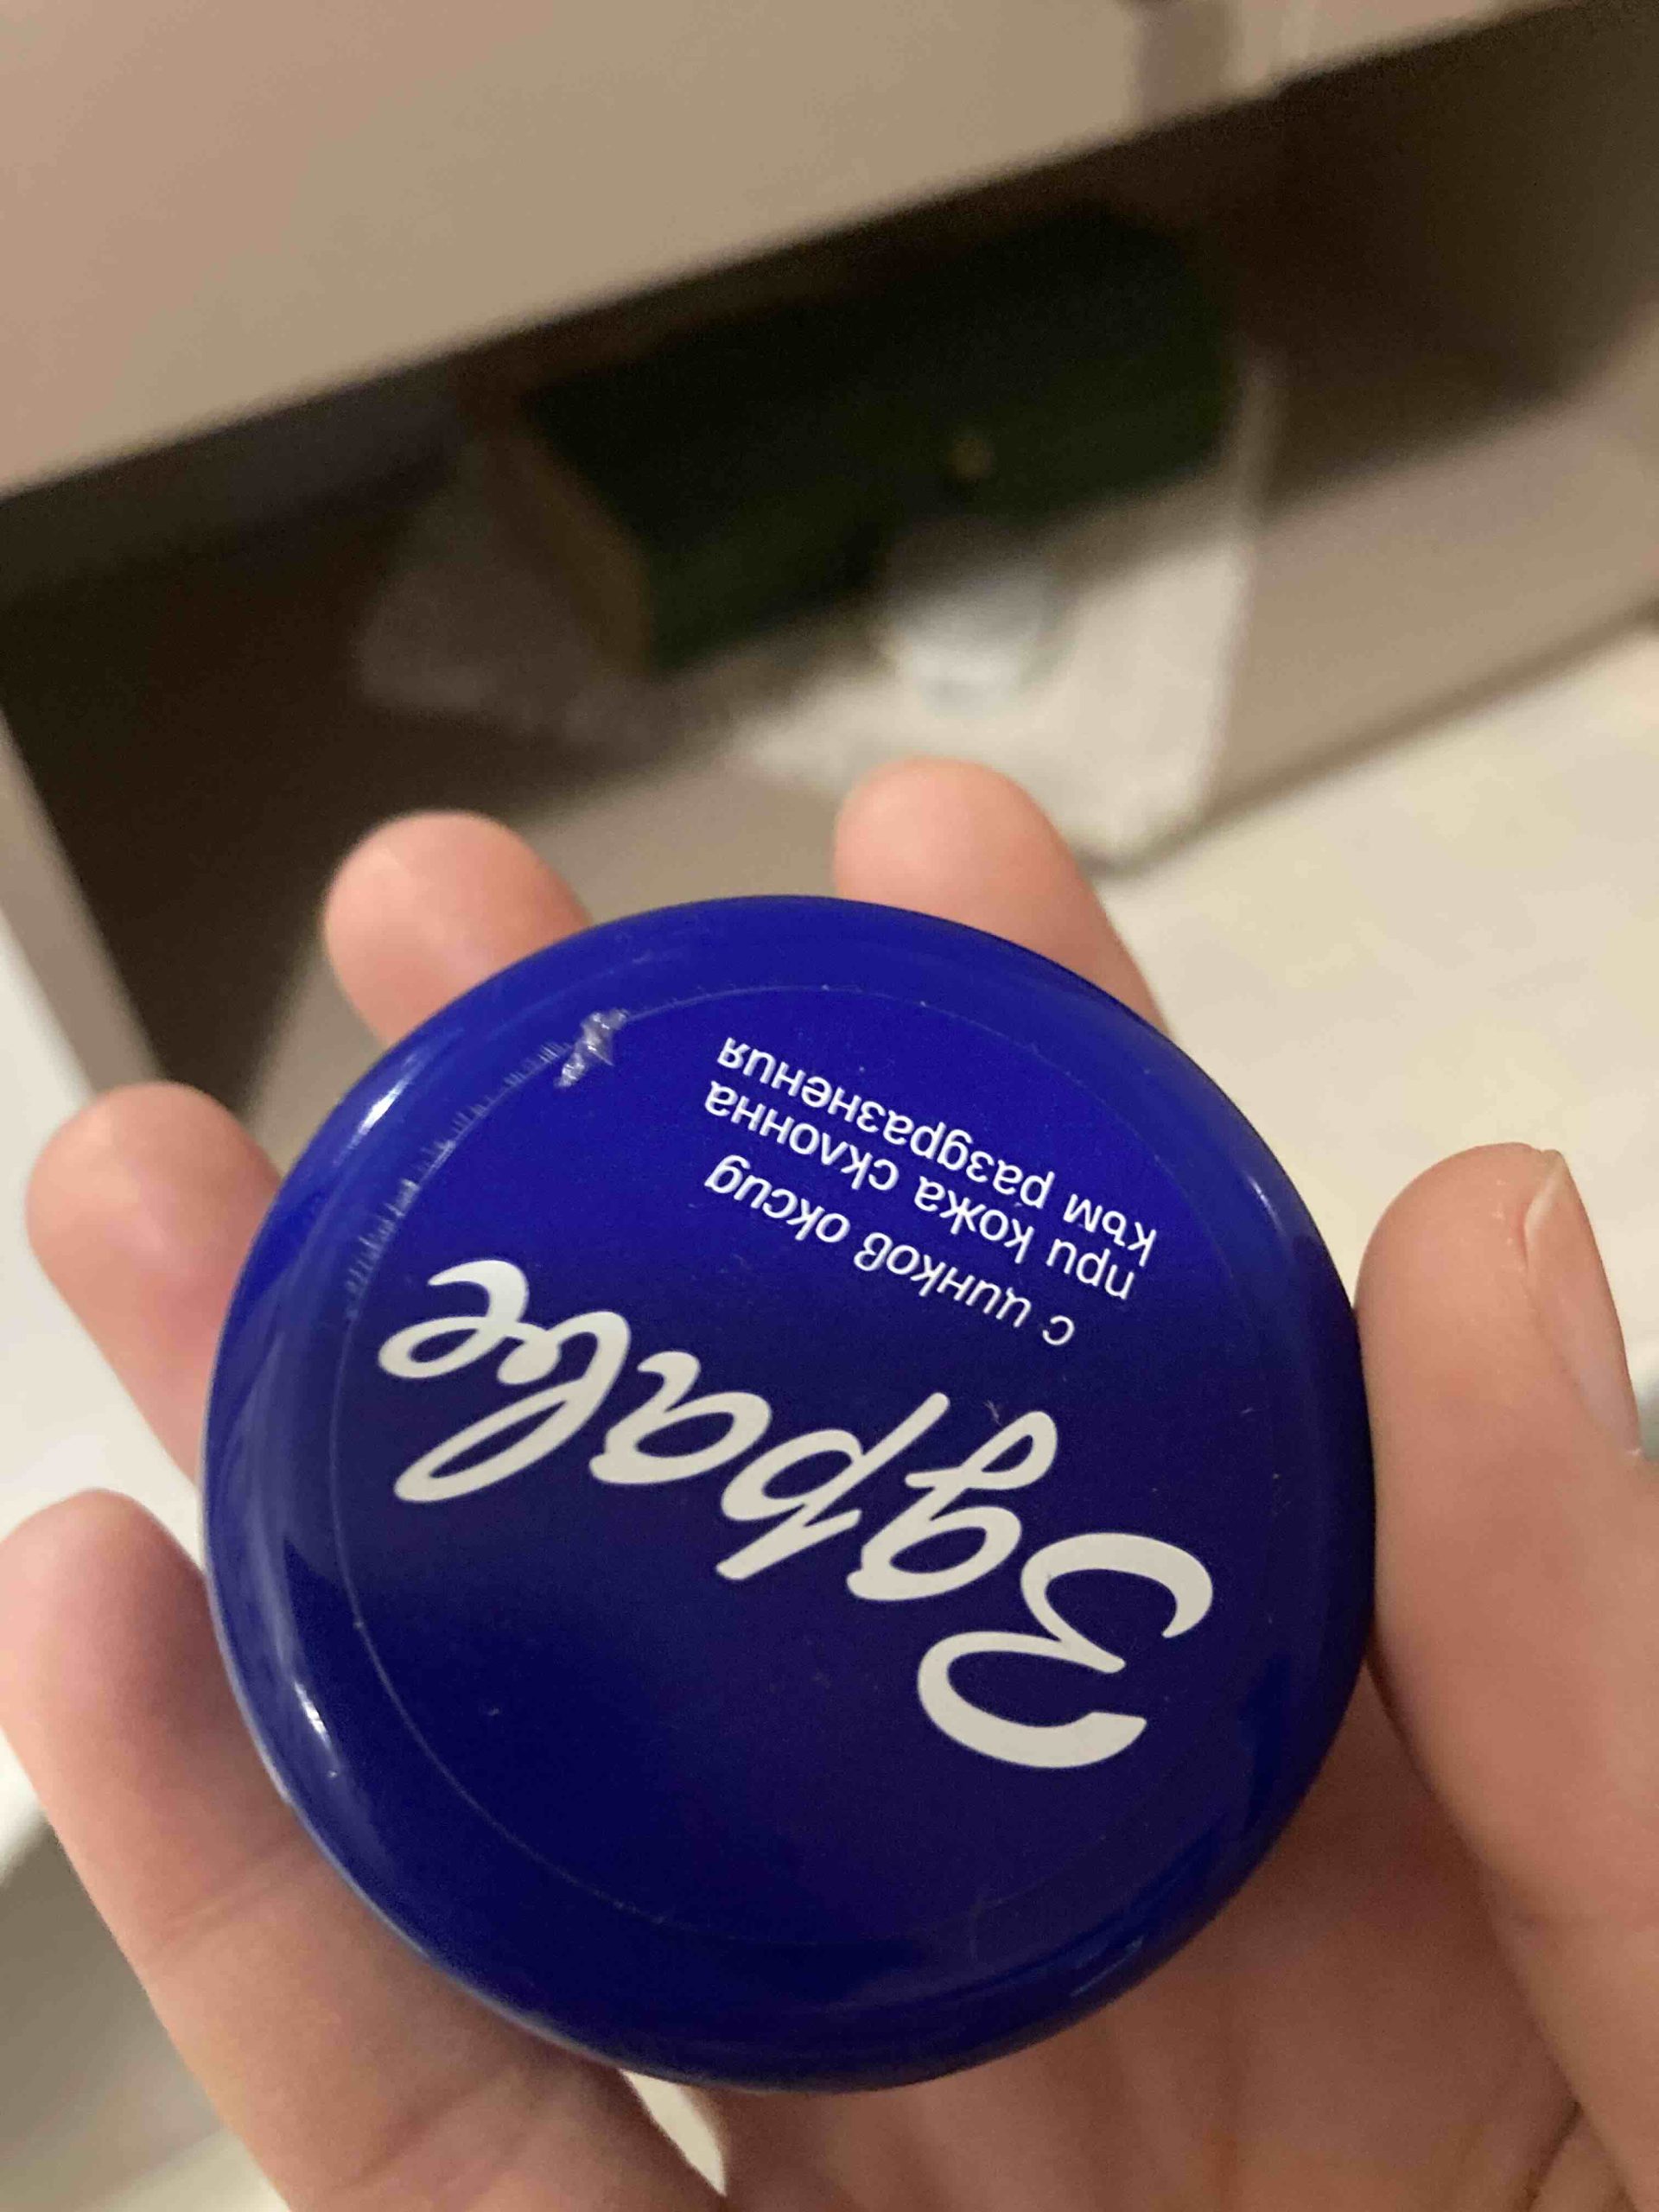 Здраве
с цинков оксид
при кожа склонна
към раздразнения